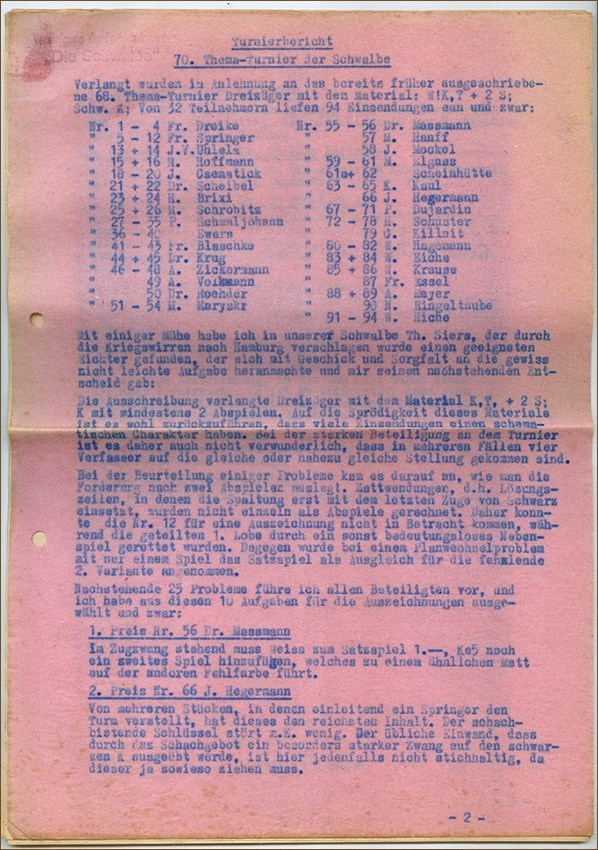 Vereinigung
"Die Schwalbe"
Turnierbericht
70. Thema-Turnier der Schwalbe
Verlangt wurden in Anlehnung an das bereits früher ausgeschriebe-
ne 68. Thema-Turnier Dreizüger mit den Material: W:K,T + 2 S;
Schw. K; Von 32 Teilnehmern liefen 94 Einsendungen ein und zwar:
Nr. 1 - 4 Fr. Dreike Nr. 55 - 56 Dr. Massmann
" 5 - 12 Fr. Springer " 57 H. Hanff
" 13 + 14 J.V.Uhlela " 58 J. Mockel
" 15 + 16 H. Hoffmann " 59 - 61 M. Elgass
" 18 - 20 J. Czemstick " 61a+ 62 Scheinhütte
" 21 + 22 Dr. Scheibel " 63 - 65 K. Kaul
" 23 + 24 H. Brixi " 66 J. Hegermann
" 25 + 26 H. Schrobitz " 67 - 71 P. Dujardin
" 27 - 35 P. Schmaljohann " 72 - 78 H. Schuster
" 36 - 40 Ewers " 79 Killait
" 41 - 43 Fr. Blaschke " 80 - 82 W. Hagemann
" 44 + 45 Dr. Krug " 83 + 84 W. Eiche
" 46 - 48 A. Zickermann " 85 + 86 W. Krause
" 49 A. Volkmann " 87 Fr. Essel
" 50 Dr. Roehder " 88 + 89 A. Meyer
" 51 - 54 M. Karyski " 90 Ringeltaube
" 91 - 94 W. Eiche
Mit einiger Mühe habe ich in unserer Schwalbe Th. Siers, der durch
die Kriegswirren nach Hamburg verschlagen wurde einen geeigneten
Richter gefunden, der sich mit Geschick und Sorgfalt an die gewiss
nicht leichte Aufgabe heranmachte und mir seinen nachstehenden Ent-
scheid gab:
Die Ausschreibung verlangte Dreizüger mit dem Material K,T, + 2 S;
K mit mindestens 2 Abspielen. Auf die Sprödigkeit dieses Materials
ist es wohl zurückzuführen, dass viele Einsendungen einen schema-
tischen Charakter haben. Bei der starken Beteiligung an dem Turnier
ist es daher auch nicht verwunderlich, dass in mehreren Fällen vier
Verfasser auf die gleiche oder nahezu gleiche Stellung gekommen sind.
Bei der Beurteilung einiger Probleme kam es darauf an, wie man die
Forderung nach zwei Abspielen auslegt. Mattwendungen, d.h. Lösungs-
zeilen, in denen die Spaltung erst mit dem letzten Zuge von Schwarz
einsetzt, wurden nicht einzeln als Abspiele gerechnet. Daher konn-
te die Nr. 12 für eine Auszeichnung nicht in Betracht kommen, wäh-
rend die geteilten 1. Lobe durch ein sonst bedeutungsloses Neben-
spiel gerettet wurden. Dagegen wurde bei einem Planwechselproblem
mit nur einem Spiel das Satzspiel als Ausgleich für die fehlende
2. Variante angenommen.
Nachstehende 25 Probleme führe ich allen Beteiligten vor, und
ich habe aus diesen 10 Aufgaben für die Auszeichnungen ausge-
wählt und zwar:
1. Preis Nr. 56 Dr. Massmann
Im Zugzwang stehend muss Weiss zum Satzspiel 1.--, Ke5 noch
ein zweites Spiel hinzufügen, welches zu einem ähnlichen Matt
auf der anderen Fehlfarbe führt.
2. Preis Nr. 66 J. Hegermann
Von mehreren Stücken, in denen einleitend ein Springer den
Turm verstellt, hat dieses den reichsten Inhalt. Der schach-
bietende Schlüssel stört m.E. wenig. Der übliche Einwand, dass
durch das Schachgebot ein besonders starker Zwang auf den schwar-
zen K ausgeübt werde, ist hier jedenfalls nicht stichhaltig, da
dieser ja sowieso ziehen muss.
- 2 -